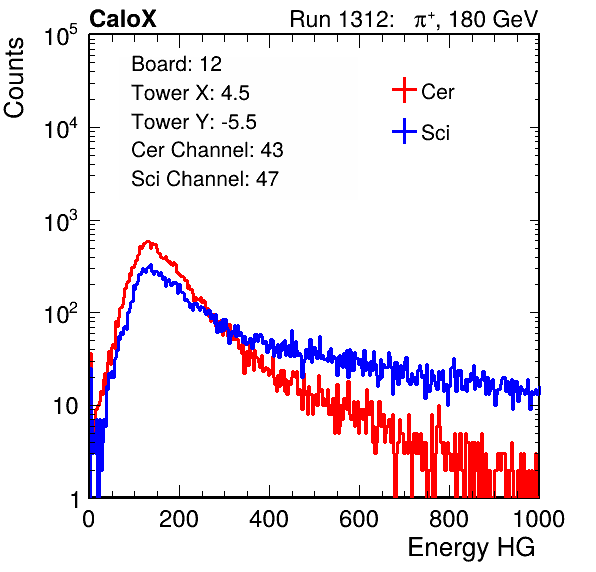 CaloX Run 1312: π⁺, 180 GeV
Counts
10⁵
10⁴
10³
10²
10
1
Board: 12
Tower X: 4.5
Tower Y: -5.5
Cer Channel: 43
Sci Channel: 47
Cer
Sci
0 200 400 600 800 1000
Energy HG